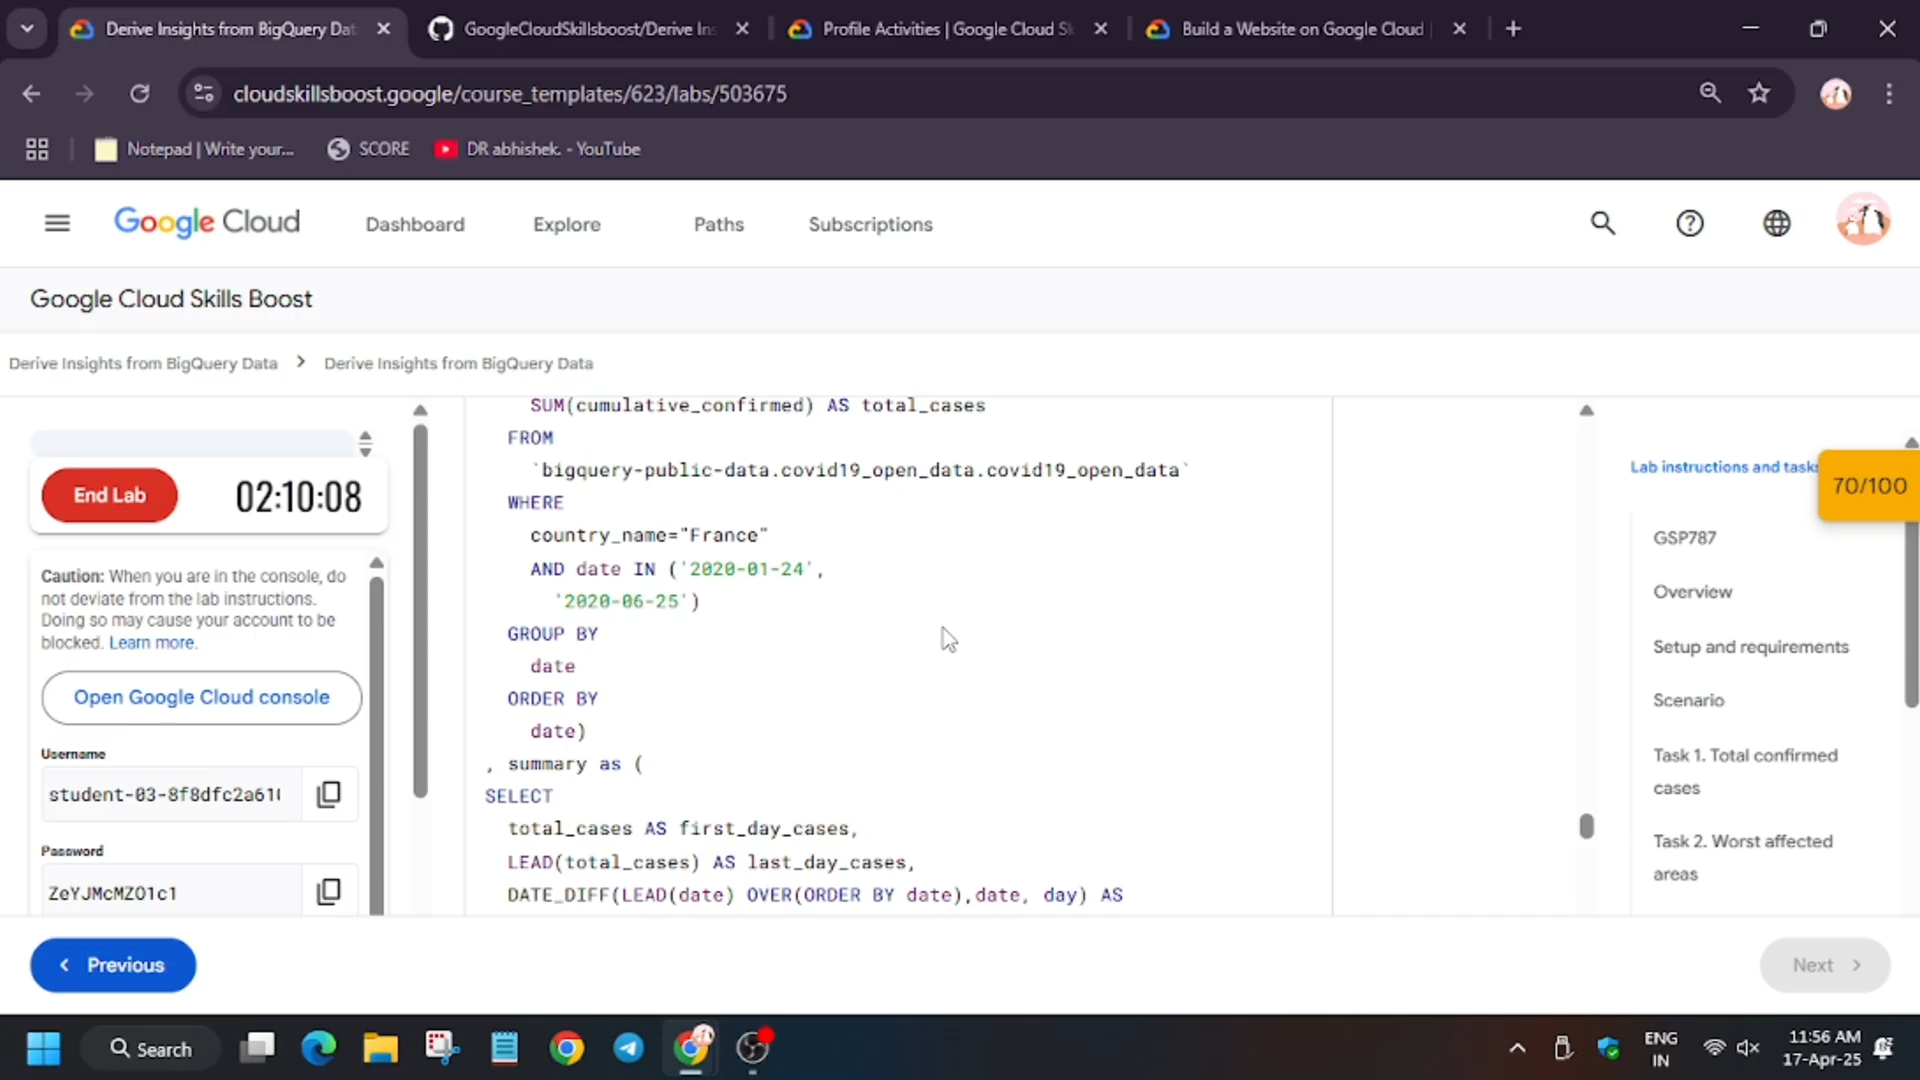 Derive Insights from BigQuery Dat
GoogleCloudSkillsboost/Derive Ins
Profile Activities | Google Cloud Sk
Build a Website on Google Cloud |
cloudskillsboost.google/course_templates/623/labs/503675
Notepad | Write your...
SCORE
DR abhishek. - YouTube
Google Cloud
Dashboard
Explore
Paths
Subscriptions
Google Cloud Skills Boost
Derive Insights from BigQuery Data > Derive Insights from BigQuery Data
End Lab
02:10:08
Caution: When you are in the console, do
not deviate from the lab instructions.
Doing so may cause your account to be
blocked. Learn more.
Open Google Cloud console
Username
student-03-8f8dfc2a61
Password
ZeYJMcMZO1c1
SUM(cumulative_confirmed) AS total_cases
FROM
`bigquery-public-data.covid19_open_data.covid19_open_data`
WHERE
country_name="France"
AND date IN ('2020-01-24',
'2020-06-25')
GROUP BY
date
ORDER BY
date)
, summary as (
SELECT
total_cases AS first_day_cases,
LEAD(total_cases) AS last_day_cases,
DATE_DIFF(LEAD(date) OVER(ORDER BY date),date, day) AS
Lab instructions and tasks
70/100
GSP787
Overview
Setup and requirements
Scenario
Task 1. Total confirmed
cases
Task 2. Worst affected
areas
Previous
Next
Search
ENG
IN
11:56 AM
17-Apr-25